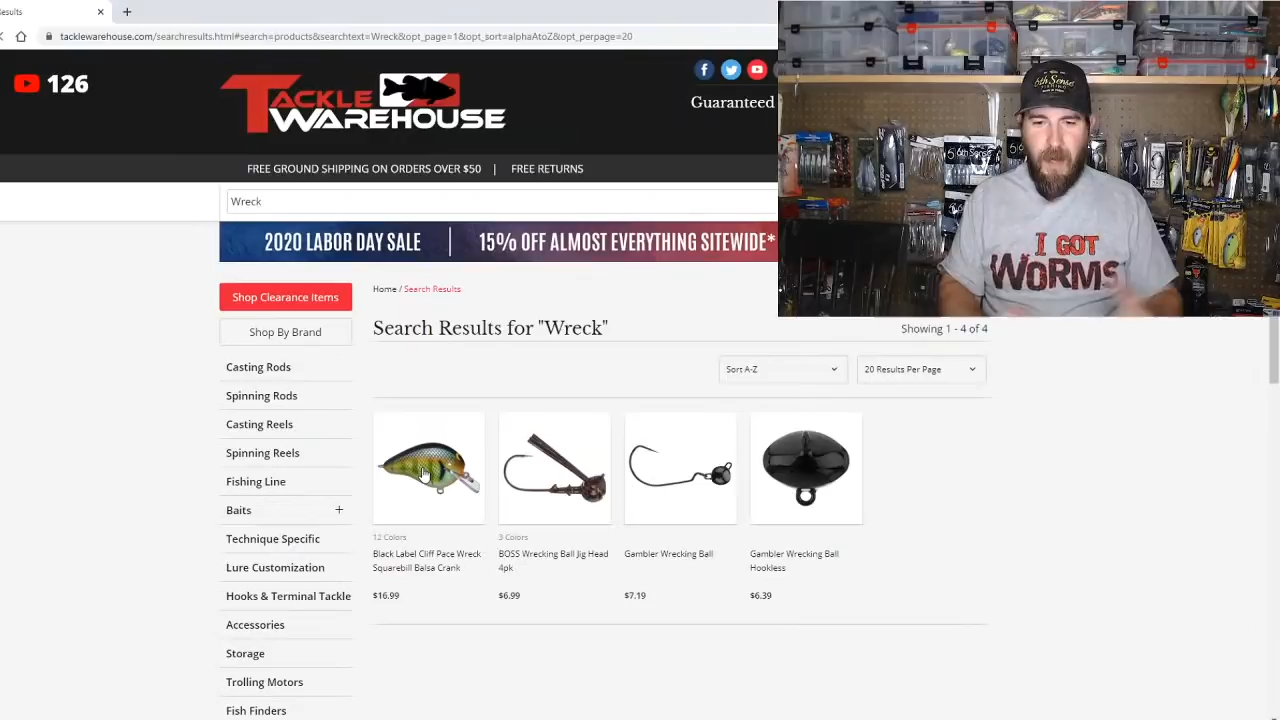 esults
tacklewarehouse.com/searchresults.html#search=products&searchtext=Wreck&opt_page=1&opt_sort=alphaAtoZ&opt_perpage=20
126
TACKLE
WAREHOUSE
Guaranteed
FREE GROUND SHIPPING ON ORDERS OVER $50 | FREE RETURNS
Wreck
2020 LABOR DAY SALE | 15% OFF ALMOST EVERYTHING SITEWIDE*
6th Sense
I GOT
WORMS
Shop Clearance Items
Shop By Brand
Casting Rods
Spinning Rods
Casting Reels
Spinning Reels
Fishing Line
Baits +
Technique Specific
Lure Customization
Hooks & Terminal Tackle
Accessories
Storage
Trolling Motors
Fish Finders
Home / Search Results
Search Results for "Wreck"
Showing 1 - 4 of 4
Sort A-Z
20 Results Per Page
12 Colors
Black Label Cliff Pace Wreck
Squarebill Balsa Crank
$16.99
3 Colors
BOSS Wrecking Ball Jig Head
4pk
$6.99
Gambler Wrecking Ball
$7.19
Gambler Wrecking Ball
Hookless
$6.39